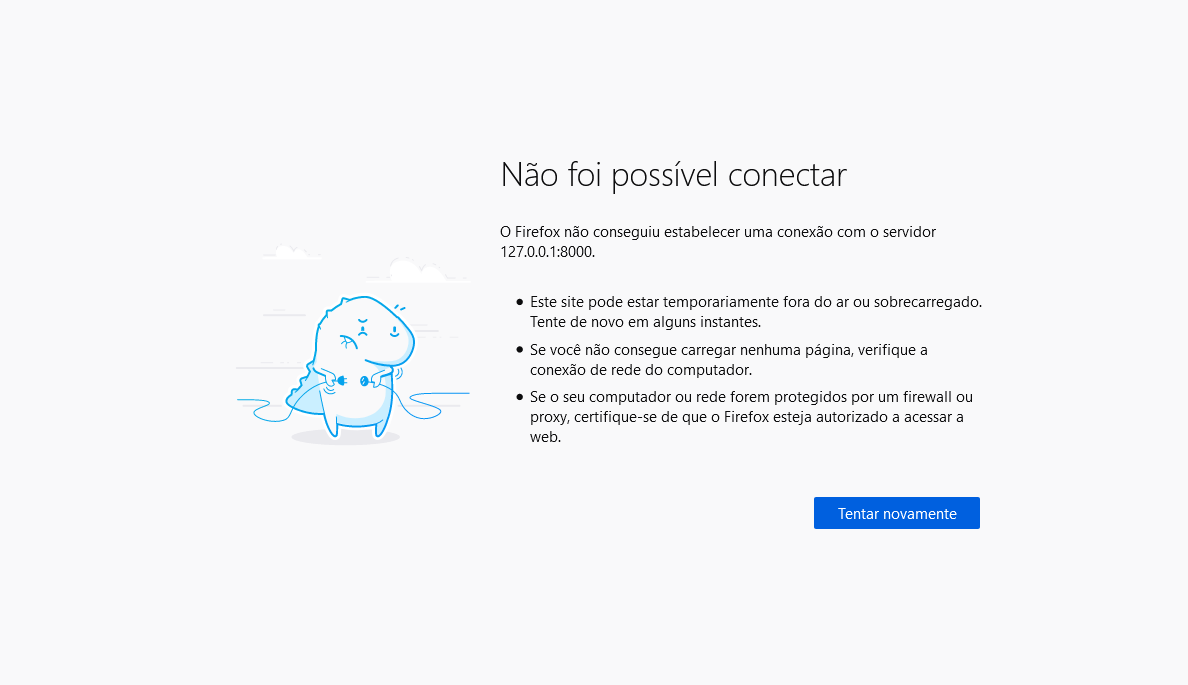 Não foi possível conectar
O Firefox não conseguiu estabelecer uma conexão com o servidor
127.0.0.1:8000.
● Este site pode estar temporariamente fora do ar ou sobrecarregado.
Tente de novo em alguns instantes.
● Se você não consegue carregar nenhuma página, verifique a
conexão de rede do computador.
● Se o seu computador ou rede forem protegidos por um firewall ou
proxy, certifique-se de que o Firefox esteja autorizado a acessar a
web.
Tentar novamente